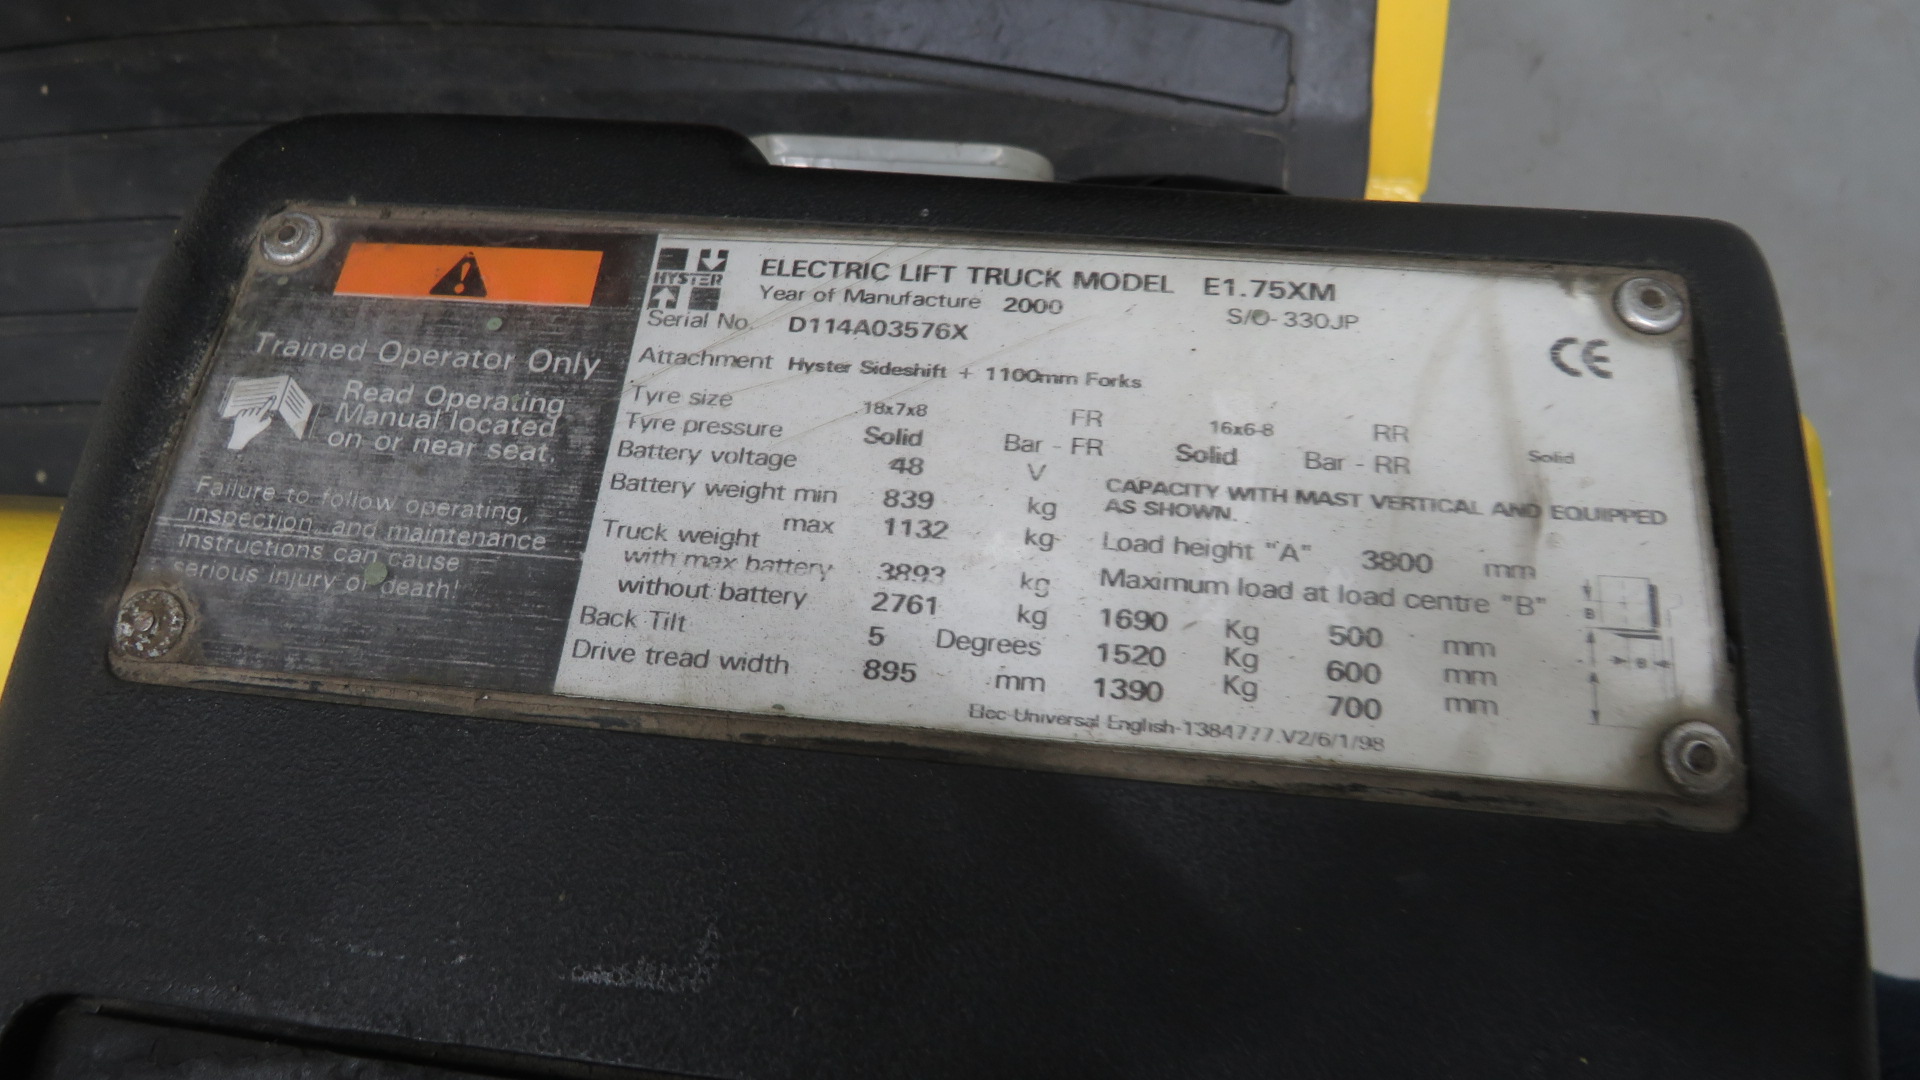 Trained Operator Only
Read Operating
Manual located
on or near seat.
Failure to follow operating,
inspection, and maintenance
instructions can cause
serious injury or death!
HYSTER
ELECTRIC LIFT TRUCK MODEL E1.75XM
Year of Manufacture 2000 S/O- 330JP
Serial No. D114A03576X
CE
Attachment Hyster Sideshift + 1100mm Forks
Tyre size 18x7x8 FR 16x6-8 RR Solid
Tyre pressure Solid Bar - FR Solid Bar - RR
Battery voltage 48 V
Battery weight min 839 kg
max 1132 kg
Truck weight
with max battery 3893 kg
without battery 2761 kg
Back Tilt 5 Degrees
Drive tread width 895 mm
CAPACITY WITH MAST VERTICAL AND EQUIPPED
AS SHOWN.
Load height "A" 3800 mm
Maximum load at load centre "B"
1690 Kg 500 mm
1520 Kg 600 mm
1390 Kg 700 mm
B
B
A
Elec-Universal English-1384777.V2/6/1/98